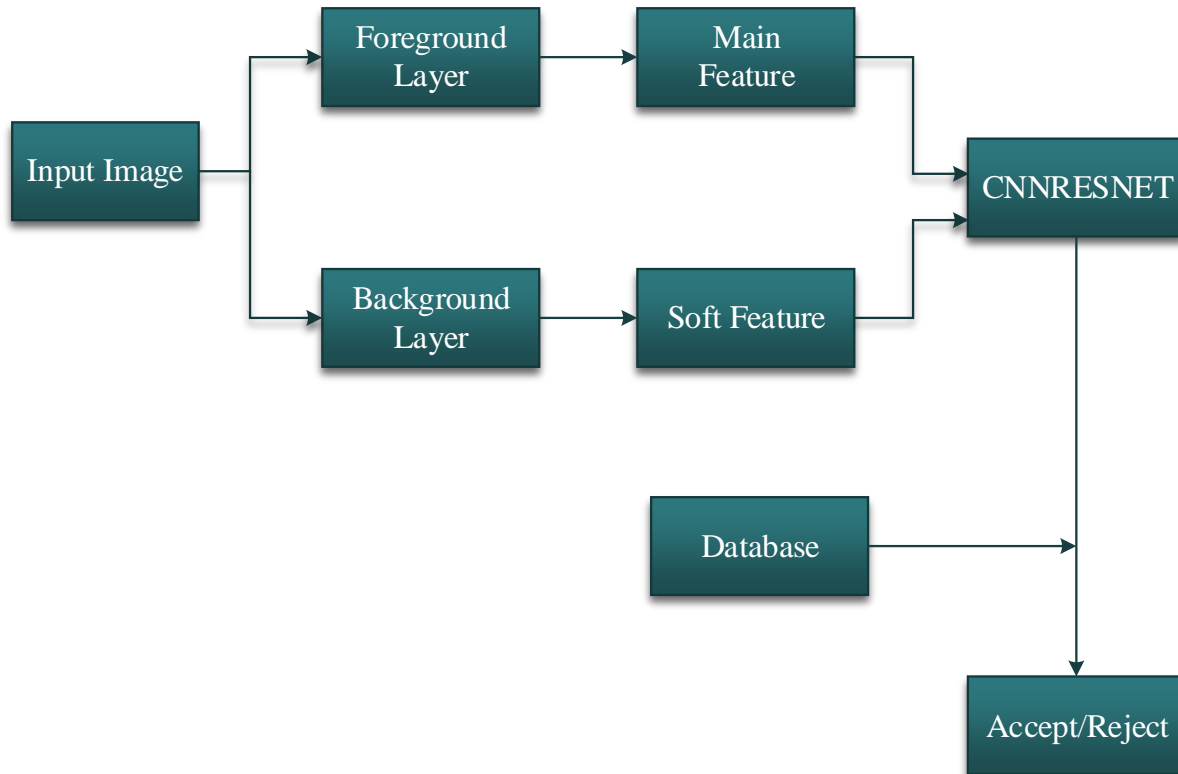 Foreground
Layer
Main
Feature
Input Image
CNNRESNET
Background
Layer
Soft Feature
Database
Accept/Reject